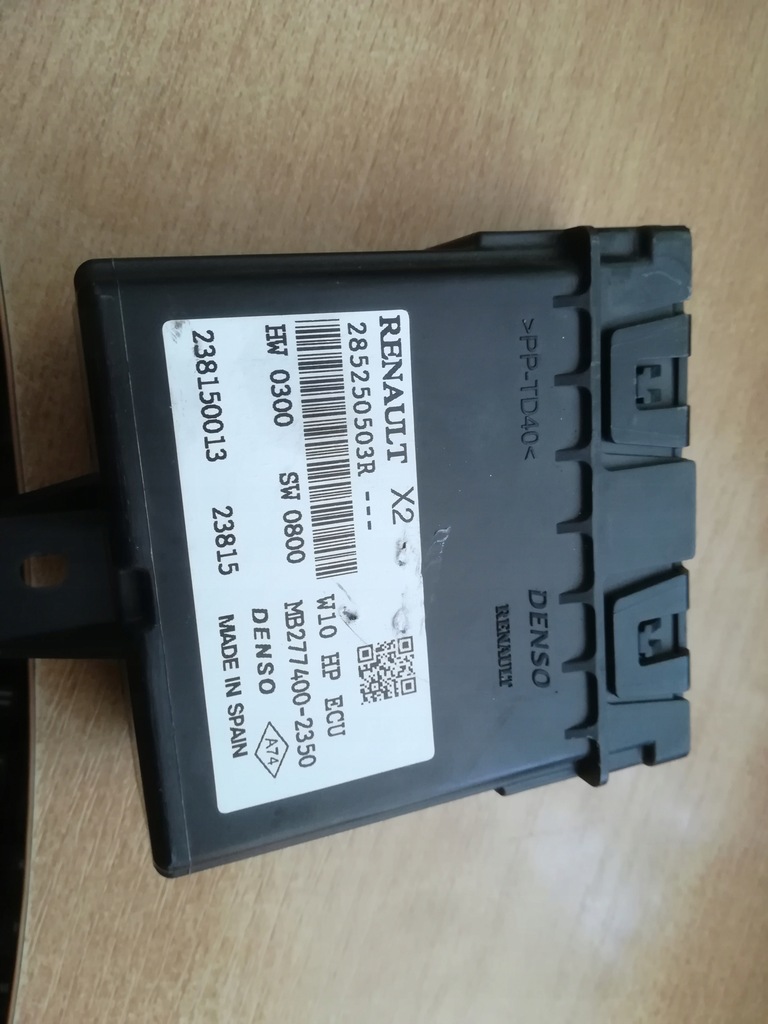 RENAULT X2
285250503R ---
W10 HP ECU
HW 0300 SW 0800
MB277400-2350
DENSO
A74
238150013 23815
MADE IN SPAIN
>PP-TD40<
DENSO
RENAULT